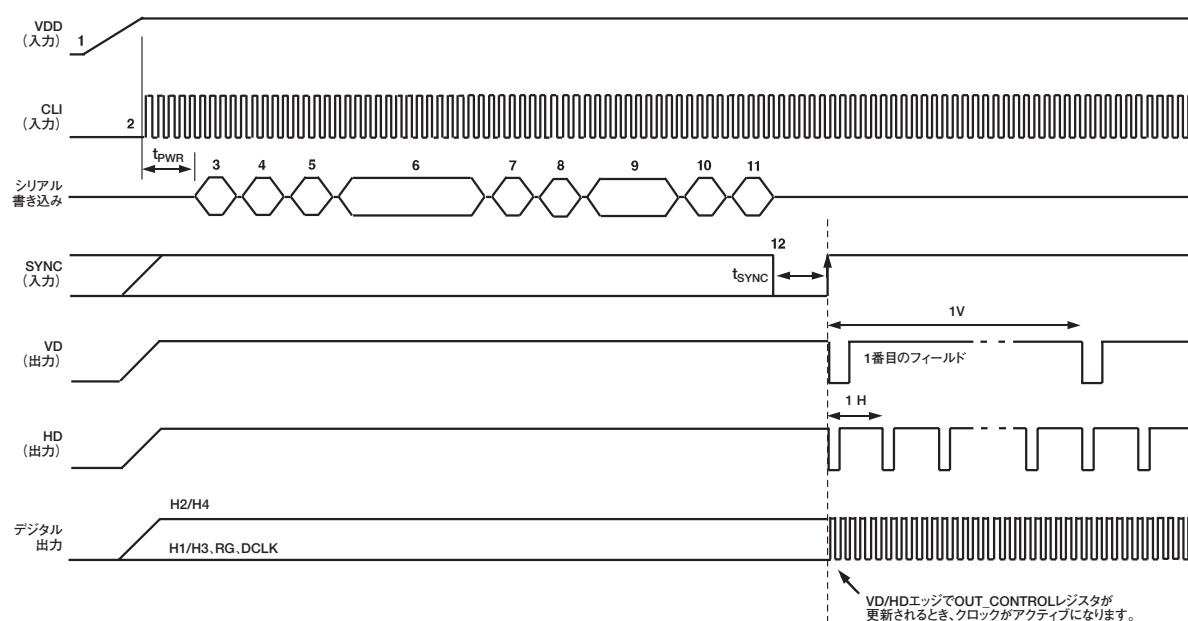 VDD
(入力)
1
CLI
(入力)
2
tPWR
シリアル
書き込み
3
4
5
6
7
8
9
10
11
SYNC
(入力)
12
tSYNC
VD
(出力)
1V
1番目のフィールド
HD
(出力)
1 H
デジタル
出力
H2/H4
H1/H3、RG、DCLK
VD/HDエッジでOUT_CONTROLレジスタが
更新されるとき、クロックがアクティブになります。